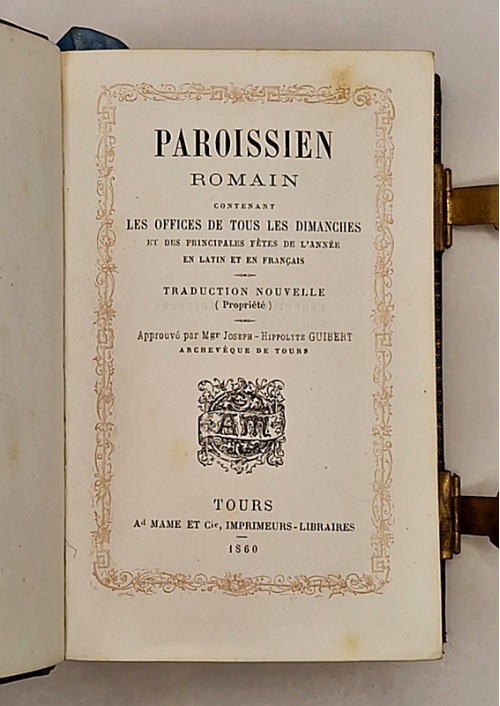 PAROISSIEN
ROMAIN
CONTENANT
LES OFFICES DE TOUS LES DIMANCHES
ET DES PRINCIPALES FÊTES DE L'ANNÉE
EN LATIN ET EN FRANÇAIS
TRADUCTION NOUVELLE
( Propriété )
Approuvé par Mgr JOSEPH-HIPPOLYTE GUIBERT
ARCHEVÊQUE DE TOURS
AM
TOURS
Ad MAME ET Cie, IMPRIMEURS-LIBRAIRES
1860